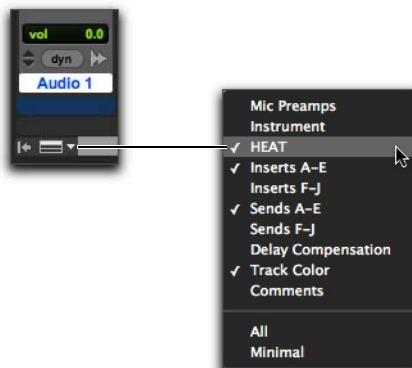 vol 0.0
dyn
Audio 1
Mic Preamps
Instrument
✓ HEAT
✓ Inserts A–E
Inserts F–J
✓ Sends A–E
Sends F–J
Delay Compensation
✓ Track Color
Comments
All
Minimal